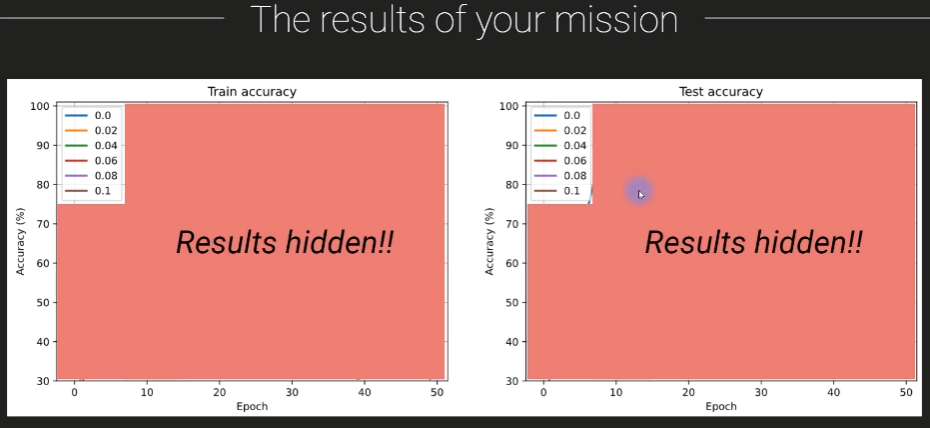 The results of your mission
Train accuracy
100
90
80
70
60
50
40
30
Accuracy (%)
0.0
0.02
0.04
0.06
0.08
0.1
Results hidden!!
0 10 20 30 40 50
Epoch
Test accuracy
100
90
80
70
60
50
40
30
Accuracy (%)
0.0
0.02
0.04
0.06
0.08
0.1
Results hidden!!
0 10 20 30 40 50
Epoch